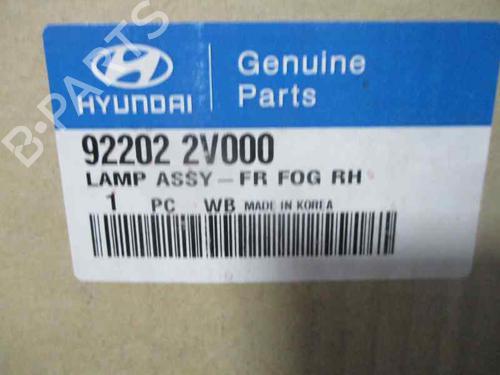 HYUNDAI
Genuine
Parts
92202 2V000
LAMP ASSY-FR FOG RH
1 PC WB MADE IN KOREA
B-PARTS